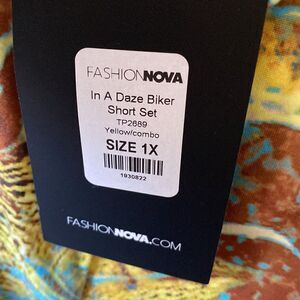 FASHIONNOVA
In A Daze Biker
Short Set
TP2689
Yellow/combo
SIZE 1X
1930822
FASHIONNOVA.COM